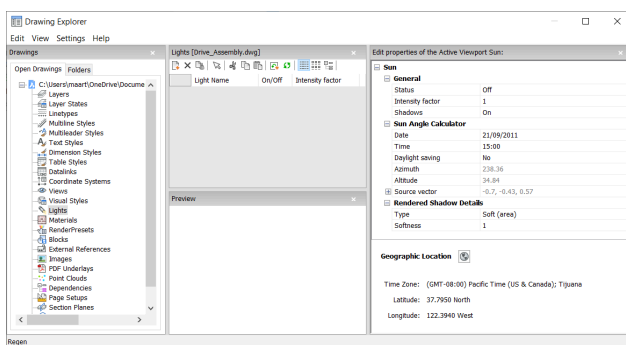 Drawing Explorer
Edit View Settings Help
Drawings
Open Drawings Folders
C:\Users\maart\OneDrive\Docume
Layers
Layer States
Linetypes
Multiline Styles
Multileader Styles
Text Styles
Dimension Styles
Table Styles
Datalinks
Coordinate Systems
Views
Visual Styles
Lights
Materials
RenderPresets
Blocks
External References
Images
PDF Underlays
Point Clouds
Dependencies
Page Setups
Section Planes
Lights [Drive_Assembly.dwg]
Light Name On/Off Intensity factor
Preview
Edit properties of the Active Viewport Sun:
Sun
General
Status Off
Intensity factor 1
Shadows On
Sun Angle Calculator
Date 21/09/2011
Time 15:00
Daylight saving No
Azimuth 238.36
Altitude 34.84
Source vector -0.7, -0.43, 0.57
Rendered Shadow Details
Type Soft (area)
Softness 1
Geographic Location
Time Zone: (GMT-08:00) Pacific Time (US & Canada); Tijuana
Latitude: 37.7950 North
Longitude: 122.3940 West
Regen